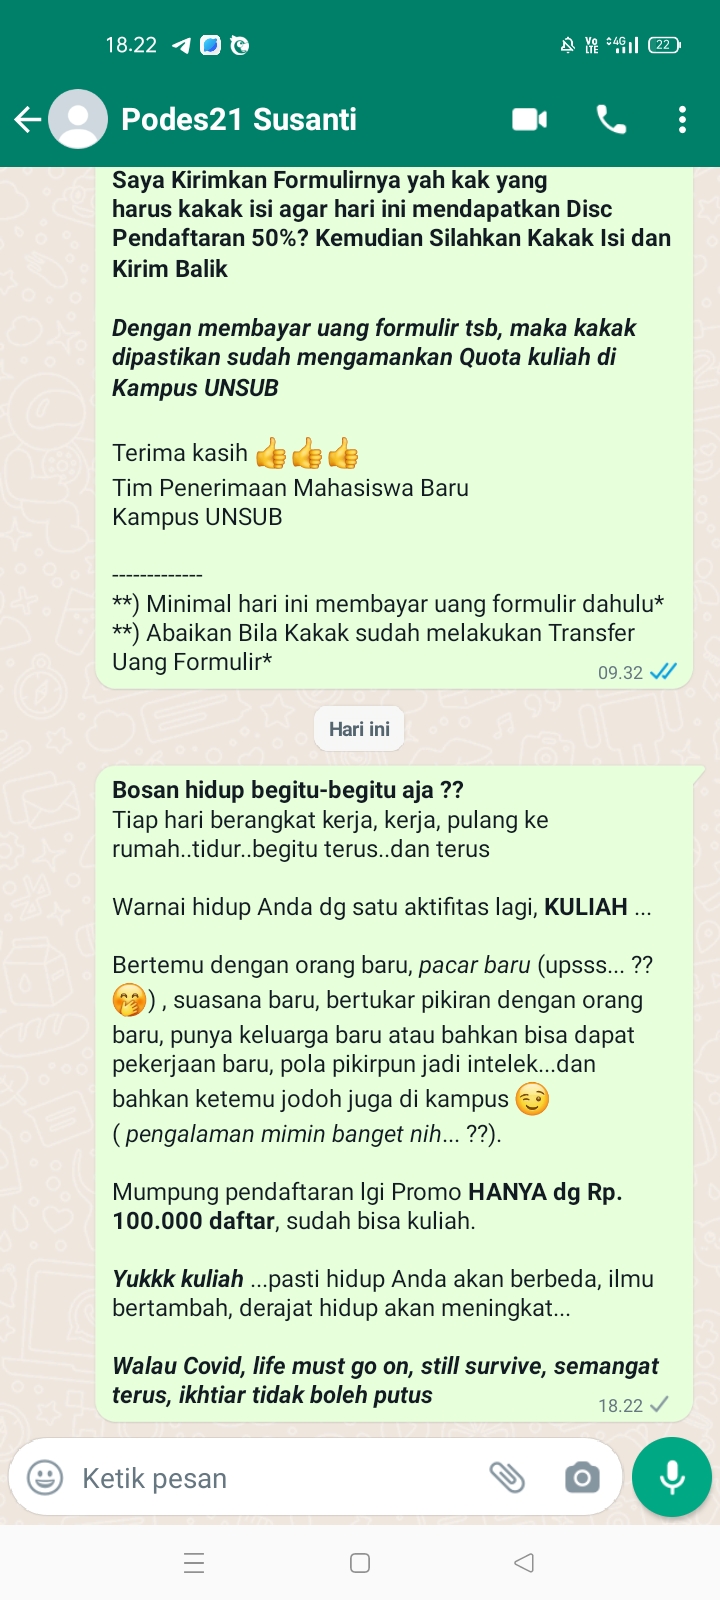 18.22
Vo
LTE
4G
22
Podes21 Susanti
Saya Kirimkan Formulirnya yah kak yang
harus kakak isi agar hari ini mendapatkan Disc
Pendaftaran 50%? Kemudian Silahkan Kakak Isi dan
Kirim Balik
Dengan membayar uang formulir tsb, maka kakak
dipastikan sudah mengamankan Quota kuliah di
Kampus UNSUB
Terima kasih 👍👍👍
Tim Penerimaan Mahasiswa Baru
Kampus UNSUB
-------------
**) Minimal hari ini membayar uang formulir dahulu*
**) Abaikan Bila Kakak sudah melakukan Transfer
Uang Formulir*
09.32
Hari ini
Bosan hidup begitu-begitu aja ??
Tiap hari berangkat kerja, kerja, pulang ke
rumah..tidur..begitu terus..dan terus
Warnai hidup Anda dg satu aktifitas lagi, KULIAH ...
Bertemu dengan orang baru, pacar baru (upsss... ??
🤭) , suasana baru, bertukar pikiran dengan orang
baru, punya keluarga baru atau bahkan bisa dapat
pekerjaan baru, pola pikirpun jadi intelek...dan
bahkan ketemu jodoh juga di kampus 😉
( pengalaman mimin banget nih... ??).
Mumpung pendaftaran lgi Promo HANYA dg Rp.
100.000 daftar, sudah bisa kuliah.
Yukkk kuliah ...pasti hidup Anda akan berbeda, ilmu
bertambah, derajat hidup akan meningkat...
Walau Covid, life must go on, still survive, semangat
terus, ikhtiar tidak boleh putus
18.22
Ketik pesan